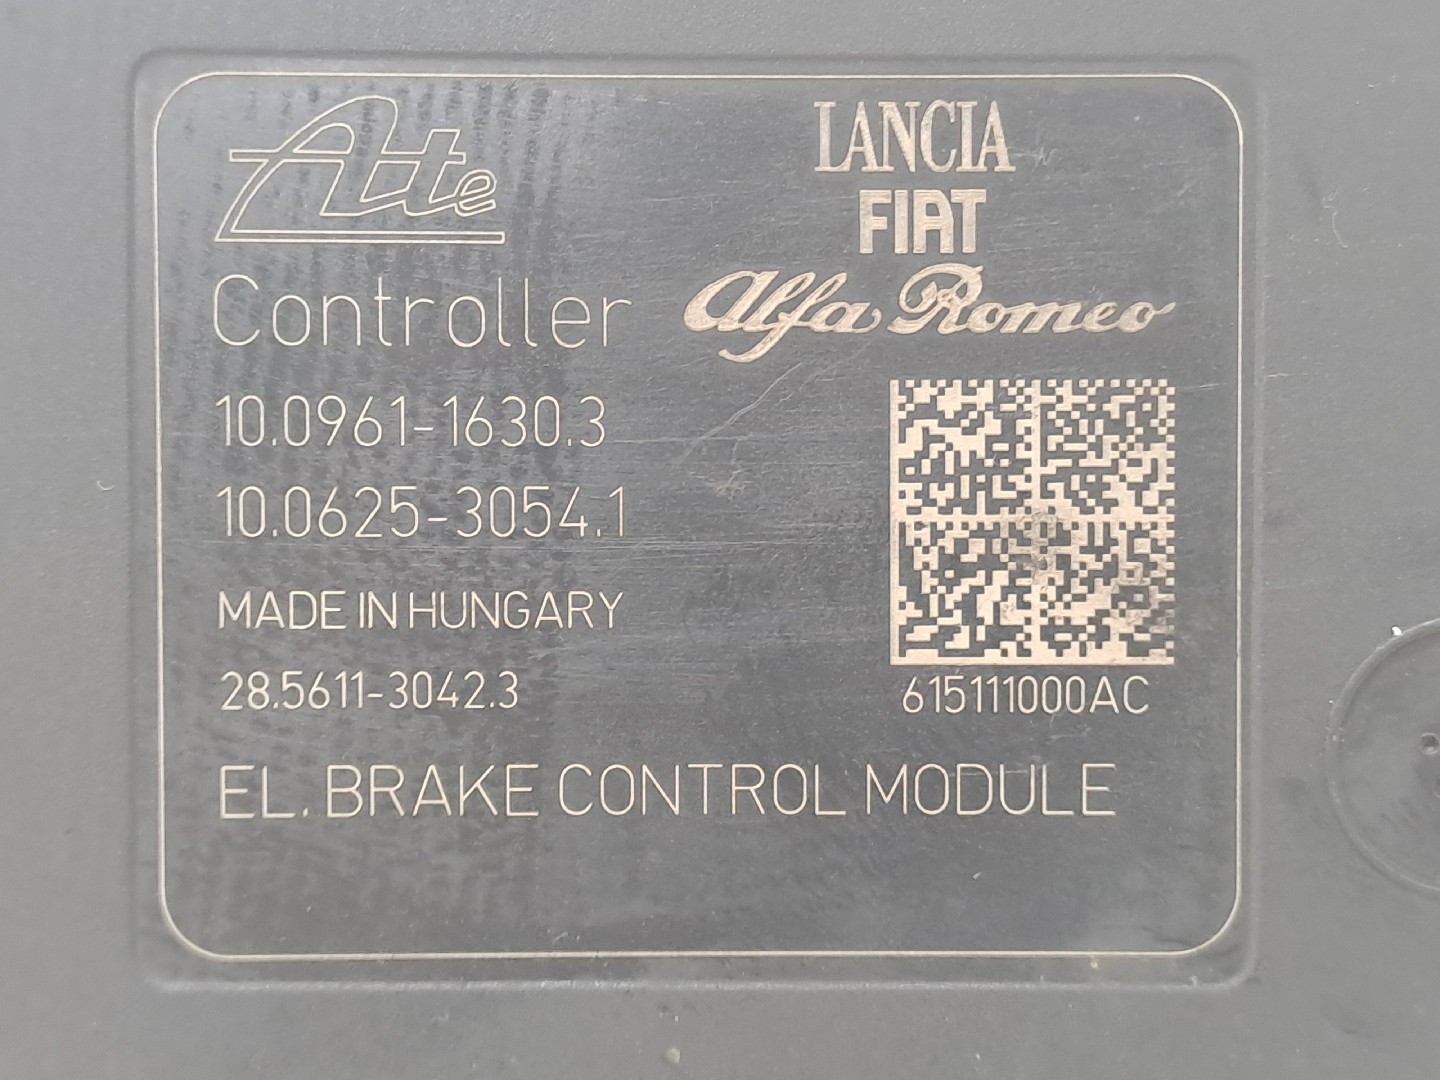 Ate
LANCIA
FIAT
Alfa Romeo
Controller
10.0961-1630.3
10.0625-3054.1
MADE IN HUNGARY
28.5611-3042.3
615111000AC
EL. BRAKE CONTROL MODULE